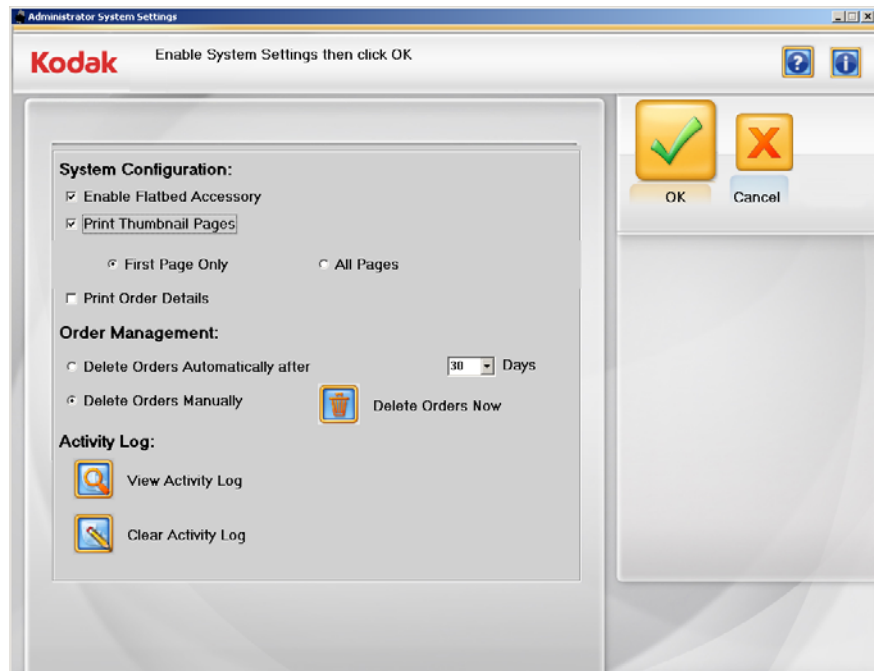 Administrator System Settings
Kodak
Enable System Settings then click OK
OK
Cancel
System Configuration:
Enable Flatbed Accessory
Print Thumbnail Pages
First Page Only
All Pages
Print Order Details
Order Management:
Delete Orders Automatically after 30 Days
Delete Orders Manually
Delete Orders Now
Activity Log:
View Activity Log
Clear Activity Log